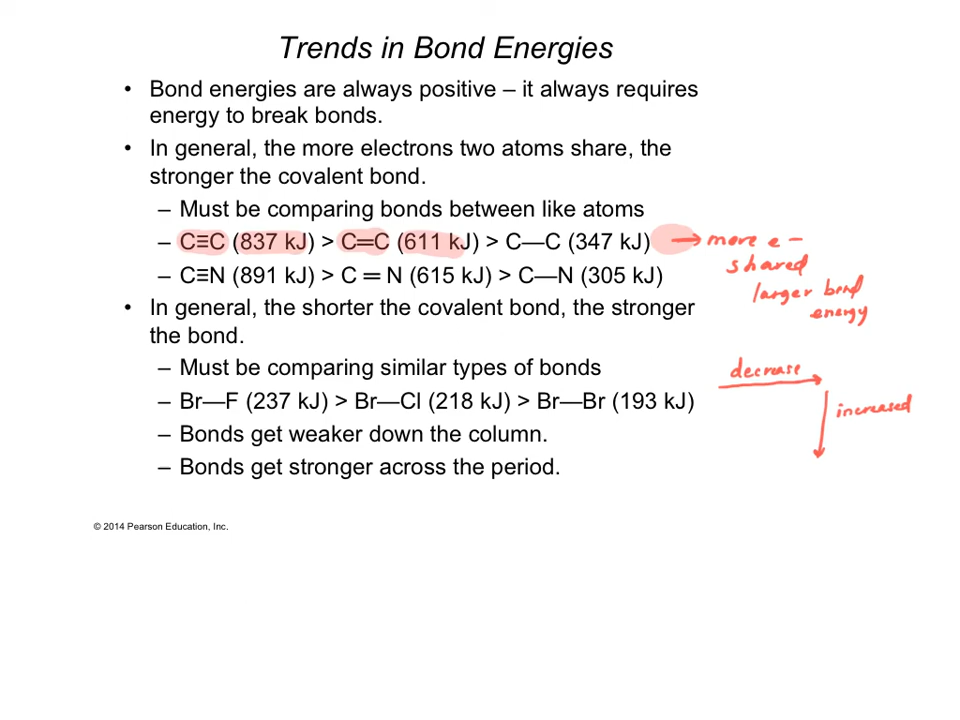 Trends in Bond Energies
• Bond energies are always positive – it always requires
energy to break bonds.
• In general, the more electrons two atoms share, the
stronger the covalent bond.
– Must be comparing bonds between like atoms
– C≡C (837 kJ) > C═C (611 kJ) > C—C (347 kJ) → more e –
shared
larger bond
energy
– C≡N (891 kJ) > C ═ N (615 kJ) > C—N (305 kJ)
• In general, the shorter the covalent bond, the stronger
the bond.
– Must be comparing similar types of bonds
decrease
– Br—F (237 kJ) > Br—Cl (218 kJ) > Br—Br (193 kJ)
increased
– Bonds get weaker down the column.
– Bonds get stronger across the period.
© 2014 Pearson Education, Inc.